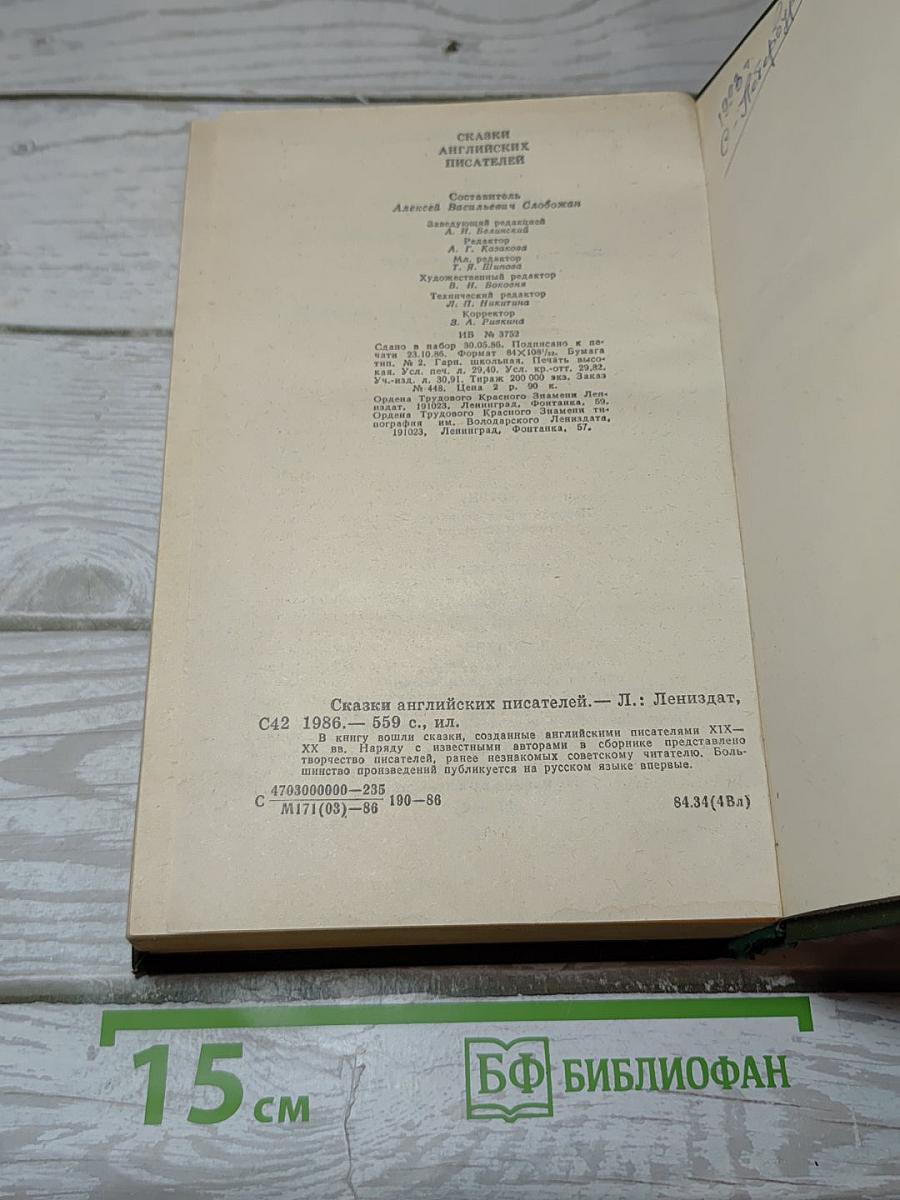 СКАЗКИ
АНГЛИЙСКИХ
ПИСАТЕЛЕЙ
Составитель
Алексей Васильевич Слобожан
Заведующий редакцией
А. И. Белинский
Редактор
А. Г. Казакова
Мл. редактор
Т. Я. Шипова
Художественный редактор
Технический редактор
Л. П. Никитина
Корректор
З. А. Ривкина
ИБ № 3752
Сдано в набор 30.05.86. Подписано к пе-
чати 23.10.86. Формат 84×108¹/₃₂. Бумага
тип. № 2. Гарн. школьная. Печать высо-
кая. Усл. печ. л. 29,40. Усл. кр.-отт. 29,82.
Уч.-изд. л. 30,91. Тираж 200 000 экз. Заказ
№ 448. Цена 2 р. 90 к.
Ордена Трудового Красного Знамени Лен-
издат, 191023, Ленинград, Фонтанка, 59.
Ордена Трудового Красного Знамени ти-
пография им. Володарского Лениздата,
191023, Ленинград, Фонтанка, 57.
Сказки английских писателей.— Л.: Лениздат,
С42 1986.— 559 с., ил.
В книгу вошли сказки, созданные английскими писателями XIX—
XX вв. Наряду с известными авторами в сборнике представлено
творчество писателей, ранее незнакомых советскому читателю. Боль-
шинство произведений публикуется на русском языке впервые.
С 4703000000—235
М171(03)—86 190—86 84.34(4Вл)
15 см БФ БИБЛИОФАН